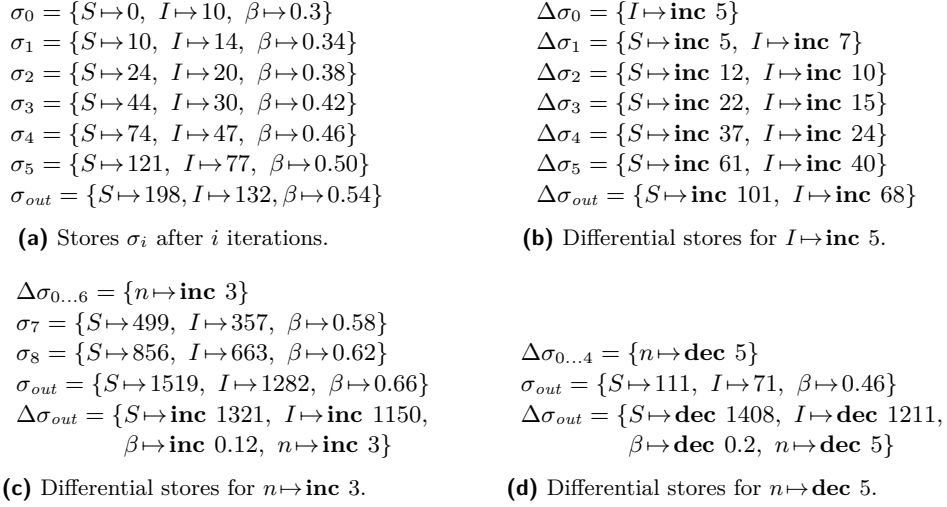 σ₀ = {S ↦ 0, I ↦ 10, β ↦ 0.3}
σ₁ = {S ↦ 10, I ↦ 14, β ↦ 0.34}
σ₂ = {S ↦ 24, I ↦ 20, β ↦ 0.38}
σ₃ = {S ↦ 44, I ↦ 30, β ↦ 0.42}
σ₄ = {S ↦ 74, I ↦ 47, β ↦ 0.46}
σ₅ = {S ↦ 121, I ↦ 77, β ↦ 0.50}
σ_out = {S ↦ 198, I ↦ 132, β ↦ 0.54}
(a) Stores σᵢ after i iterations.
Δσ₀ = {I ↦ inc 5}
Δσ₁ = {S ↦ inc 5, I ↦ inc 7}
Δσ₂ = {S ↦ inc 12, I ↦ inc 10}
Δσ₃ = {S ↦ inc 22, I ↦ inc 15}
Δσ₄ = {S ↦ inc 37, I ↦ inc 24}
Δσ₅ = {S ↦ inc 61, I ↦ inc 40}
Δσ_out = {S ↦ inc 101, I ↦ inc 68}
(b) Differential stores for I ↦ inc 5.
Δσ₀…₆ = {n ↦ inc 3}
σ₇ = {S ↦ 499, I ↦ 357, β ↦ 0.58}
σ₈ = {S ↦ 856, I ↦ 663, β ↦ 0.62}
σ_out = {S ↦ 1519, I ↦ 1282, β ↦ 0.66}
Δσ_out = {S ↦ inc 1321, I ↦ inc 1150,
β ↦ inc 0.12, n ↦ inc 3}
(c) Differential stores for n ↦ inc 3.
Δσ₀…₄ = {n ↦ dec 5}
σ_out = {S ↦ 111, I ↦ 71, β ↦ 0.46}
Δσ_out = {S ↦ dec 1408, I ↦ dec 1211,
β ↦ dec 0.2, n ↦ dec 5}
(d) Differential stores for n ↦ dec 5.